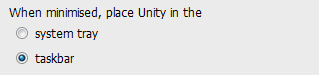 When minimised, place Unity in the
system tray
taskbar